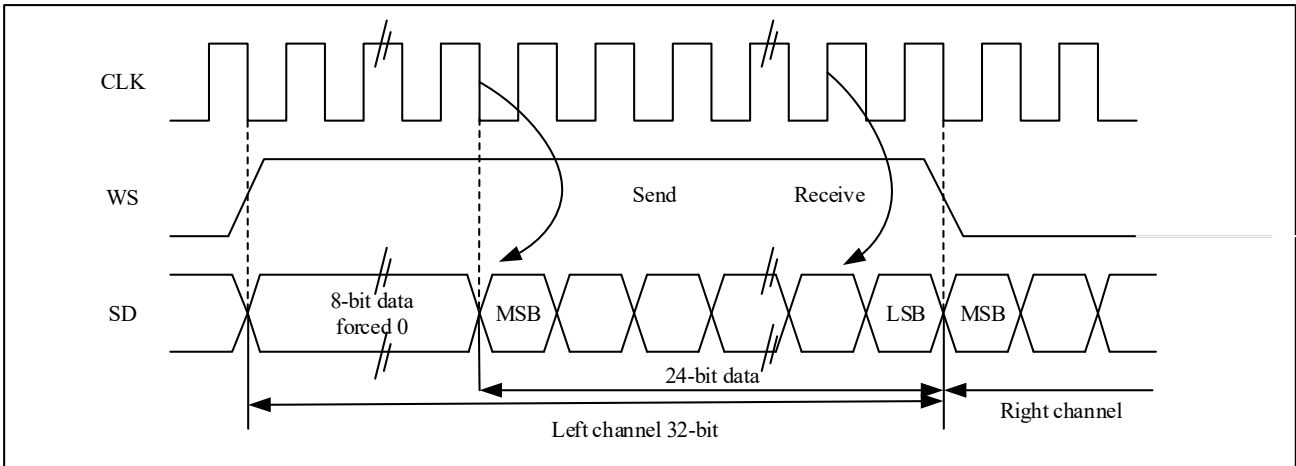 CLK
WS
Send
Receive
SD
8-bit data
forced 0
MSB
LSB
MSB
24-bit data
Right channel
Left channel 32-bit